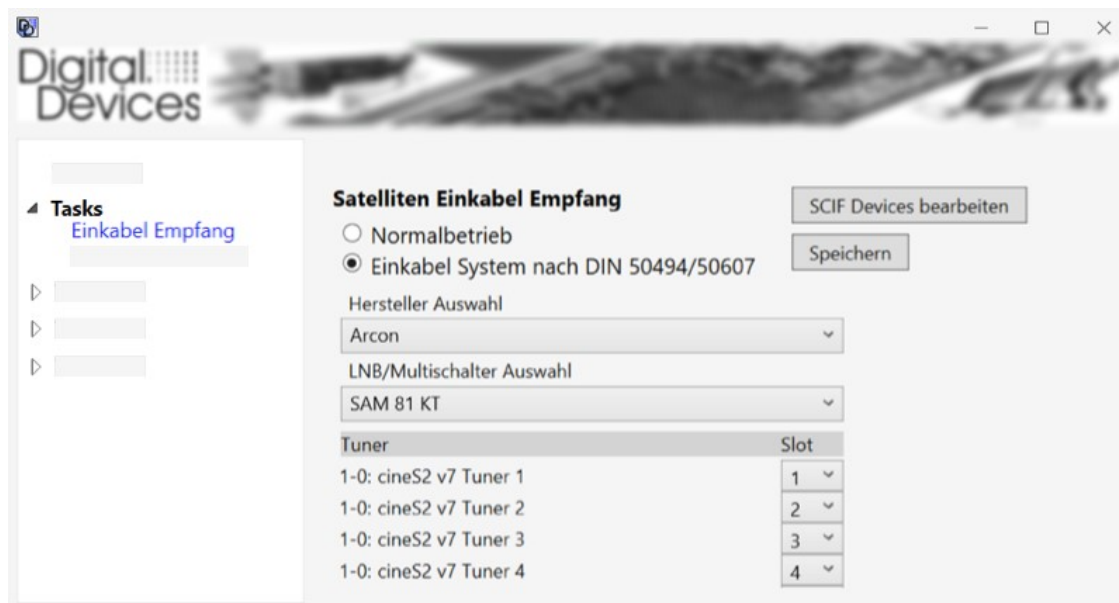 Digital
Devices
Tasks
Einkabel Empfang
Satelliten Einkabel Empfang
Normalbetrieb
Einkabel System nach DIN 50494/50607
SCIF Devices bearbeiten
Speichern
Hersteller Auswahl
Arcon
LNB/Multischalter Auswahl
SAM 81 KT
Tuner Slot
1-0: cineS2 v7 Tuner 1 1
1-0: cineS2 v7 Tuner 2 2
1-0: cineS2 v7 Tuner 3 3
1-0: cineS2 v7 Tuner 4 4